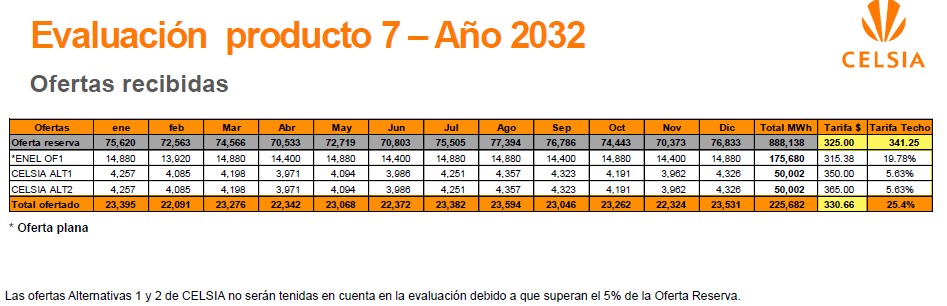 Evaluación producto 7 – Año 2032
CELSIA
Ofertas recibidas
Ofertas ene feb Mar Abr May Jun Jul Ago Sep Oct Nov Dic Total MWh Tarifa $ Tarifa Techo
Oferta reserva 75,620 72,563 74,566 70,533 72,719 70,803 75,505 77,394 76,786 74,443 70,373 76,833 888,138 325.00 341.25
*ENEL OF1 14,880 13,920 14,880 14,400 14,880 14,400 14,880 14,880 14,400 14,880 14,400 14,880 175,680 315.38 19.78%
CELSIA ALT1 4,257 4,085 4,198 3,971 4,094 3,986 4,251 4,357 4,323 4,191 3,962 4,326 50,002 350.00 5.63%
CELSIA ALT2 4,257 4,085 4,198 3,971 4,094 3,986 4,251 4,357 4,323 4,191 3,962 4,326 50,002 365.00 5.63%
Total ofertado 23,395 22,091 23,276 22,342 23,068 22,372 23,382 23,594 23,046 23,262 22,324 23,531 225,682 330.66 25.4%
* Oferta plana
Las ofertas Alternativas 1 y 2 de CELSIA no serán tenidas en cuenta en la evaluación debido a que superan el 5% de la Oferta Reserva.